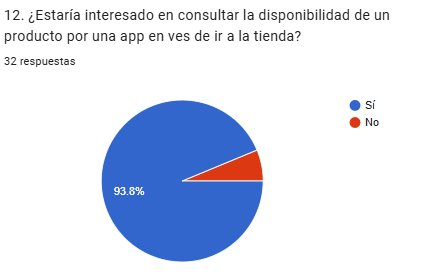 12. ¿Estaría interesado en consultar la disponibilidad de un
producto por una app en ves de ir a la tienda?
32 respuestas
Sí
No
93.8%